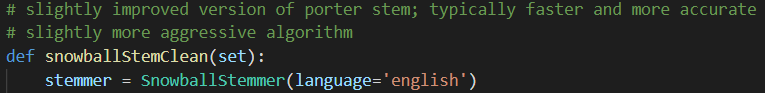 # slightly improved version of porter stem; typically faster and more accurate
# slightly more aggressive algorithm
def snowballStemClean(set):
    stemmer = SnowballStemmer(language='english')